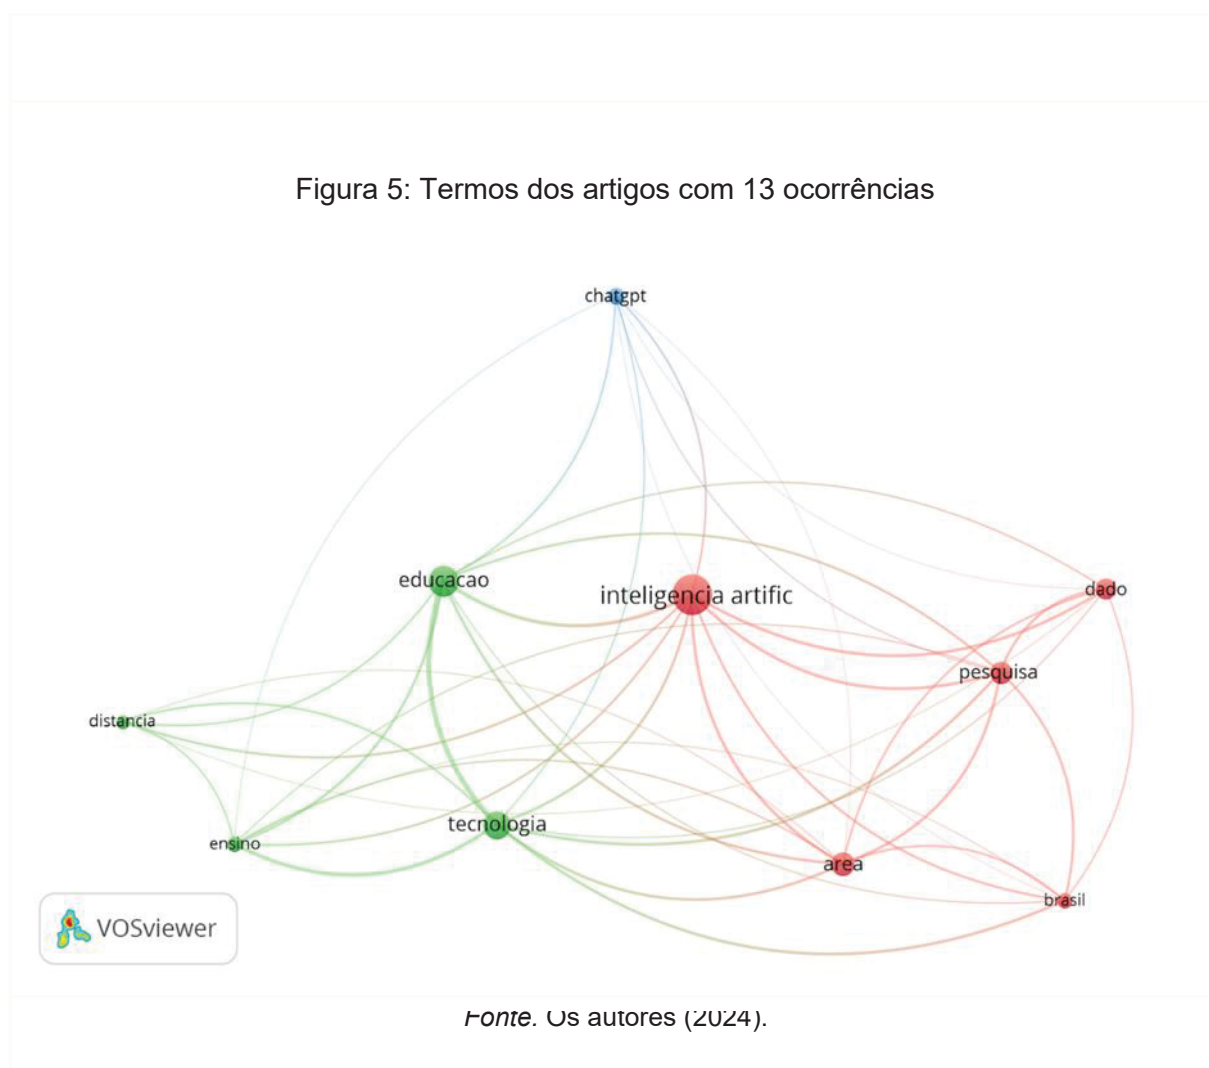 Figura 5: Termos dos artigos com 13 ocorrências
chatgpt
educacao
inteligencia artific
dado
pesquisa
distancia
tecnologia
ensino
area
brasil
VOSviewer
Fonte. Os autores (2024).